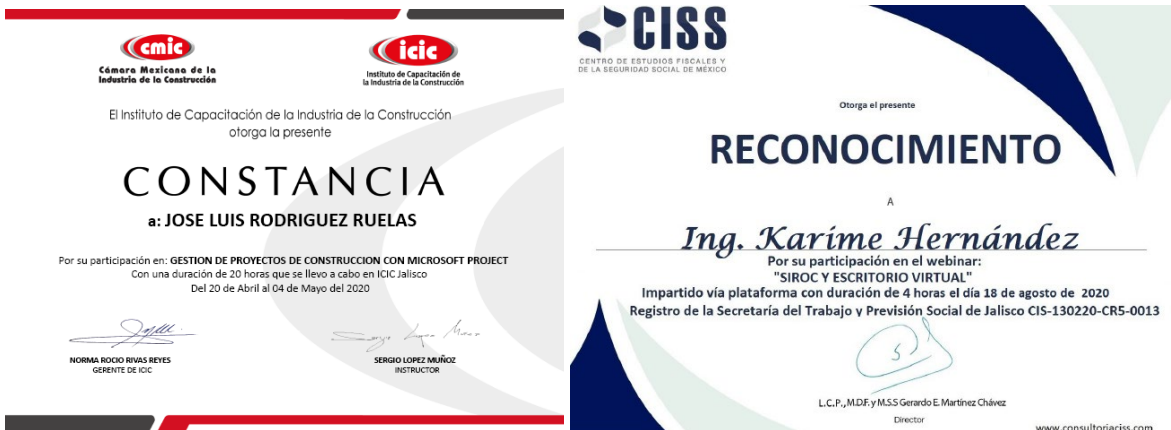 cmic
Cámara Mexicana de la
Industria de la Construcción
icic
Instituto de Capacitación de
la Industria de la Construcción
El Instituto de Capacitación de la Industria de la Construcción
otorga la presente
CONSTANCIA
a: JOSE LUIS RODRIGUEZ RUELAS
Por su participación en: GESTION DE PROYECTOS DE CONSTRUCCION CON MICROSOFT PROJECT
Con una duración de 20 horas que se llevo a cabo en ICIC Jalisco
Del 20 de Abril al 04 de Mayo del 2020
NORMA ROCIO RIVAS REYES
GERENTE DE ICIC
SERGIO LOPEZ MUÑOZ
INSTRUCTOR
CISS
CENTRO DE ESTUDIOS FISCALES Y
DE LA SEGURIDAD SOCIAL DE MÉXICO
Otorga el presente
RECONOCIMIENTO
A
Ing. Karime Hernández
Por su participación en el webinar:
"SIROC Y ESCRITORIO VIRTUAL"
Impartido vía plataforma con duración de 4 horas el día 18 de agosto de 2020
Registro de la Secretaría del Trabajo y Previsión Social de Jalisco CIS-130220-CR5-0013
L.C.P., M.D.F. y M.S.S Gerardo E. Martínez Chávez
Director
www.consultoriaciss.com